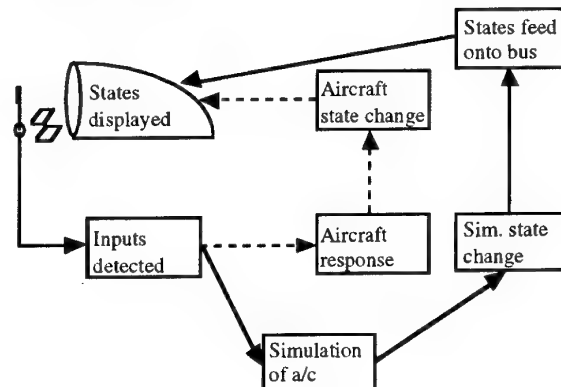 States feed
onto bus
States
displayed
Aircraft
state change
Inputs
detected
Aircraft
response
Sim. state
change
Simulation
of a/c